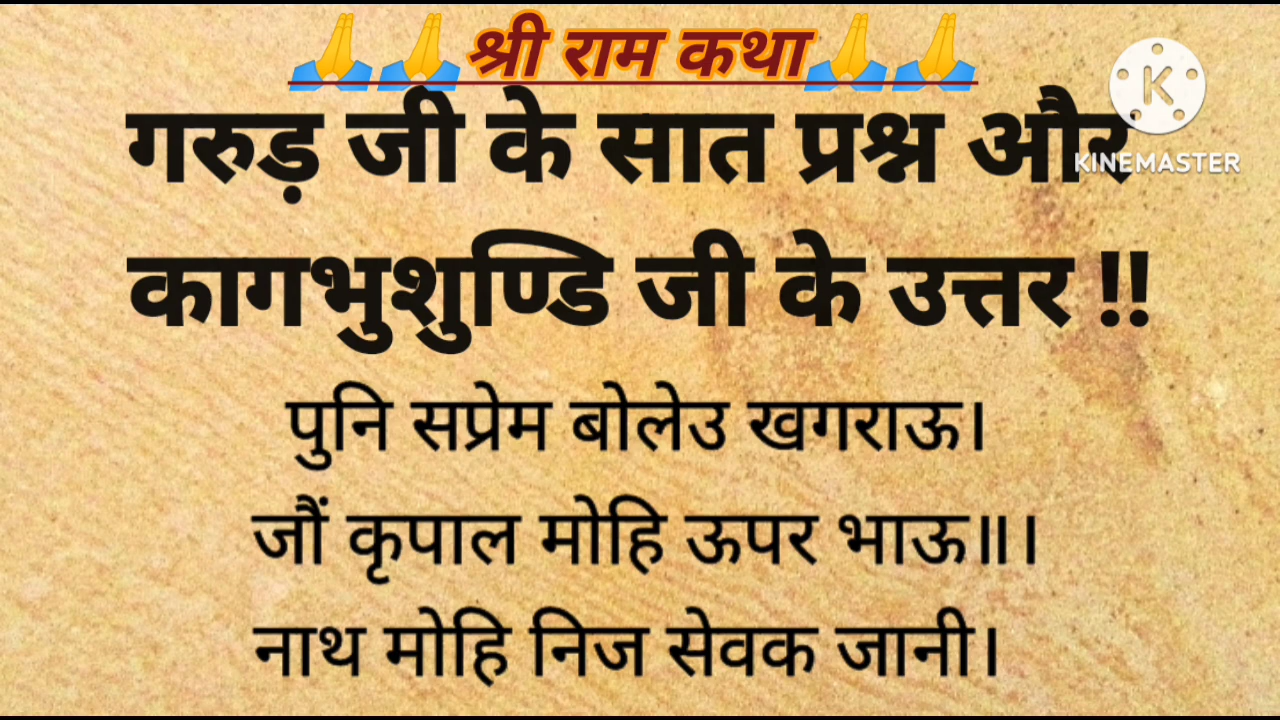 🙏🙏श्री राम कथा🙏🙏
गरुड़ जी के सात प्रश्न और
KINEMASTER
कागभुशुण्डि जी के उत्तर !!
पुनि सप्रेम बोलेउ खगराऊ।
जौं कृपाल मोहि ऊपर भाऊ॥।
नाथ मोहि निज सेवक जानी।